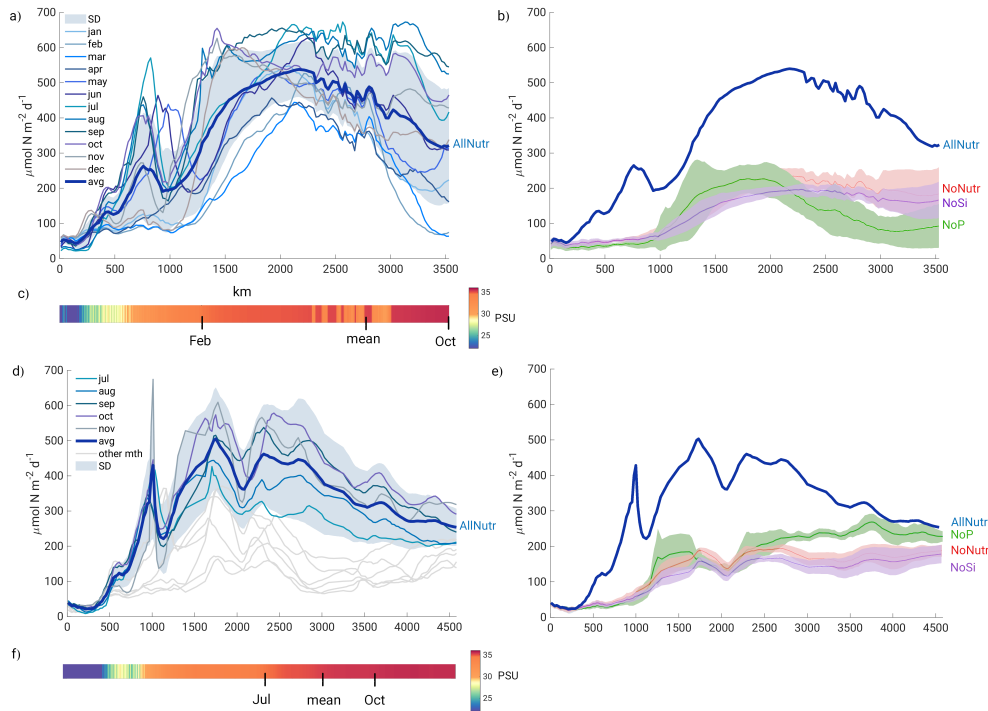 a)
700
600
500
400
300
200
100
0
μmol N m-2 d-1
SD
jan
feb
mar
apr
may
jun
jul
aug
sep
oct
nov
dec
avg
AllNutr
0 500 1000 1500 2000 2500 3000 3500
km
b)
700
600
500
400
300
200
100
0
μmol N m-2 d-1
AllNutr
NoNutr
NoSi
NoP
0 500 1000 1500 2000 2500 3000 3500
c)
Feb mean Oct
35
30
25
PSU
d)
700
600
500
400
300
200
100
0
μmol N m-2 d-1
jul
aug
sep
oct
nov
avg
other mth
SD
AllNutr
0 500 1000 1500 2000 2500 3000 3500 4000 4500
e)
700
600
500
400
300
200
100
0
μmol N m-2 d-1
AllNutr
NoP
NoNutr
NoSi
0 500 1000 1500 2000 2500 3000 3500 4000 4500
f)
Jul mean Oct
35
30
25
PSU